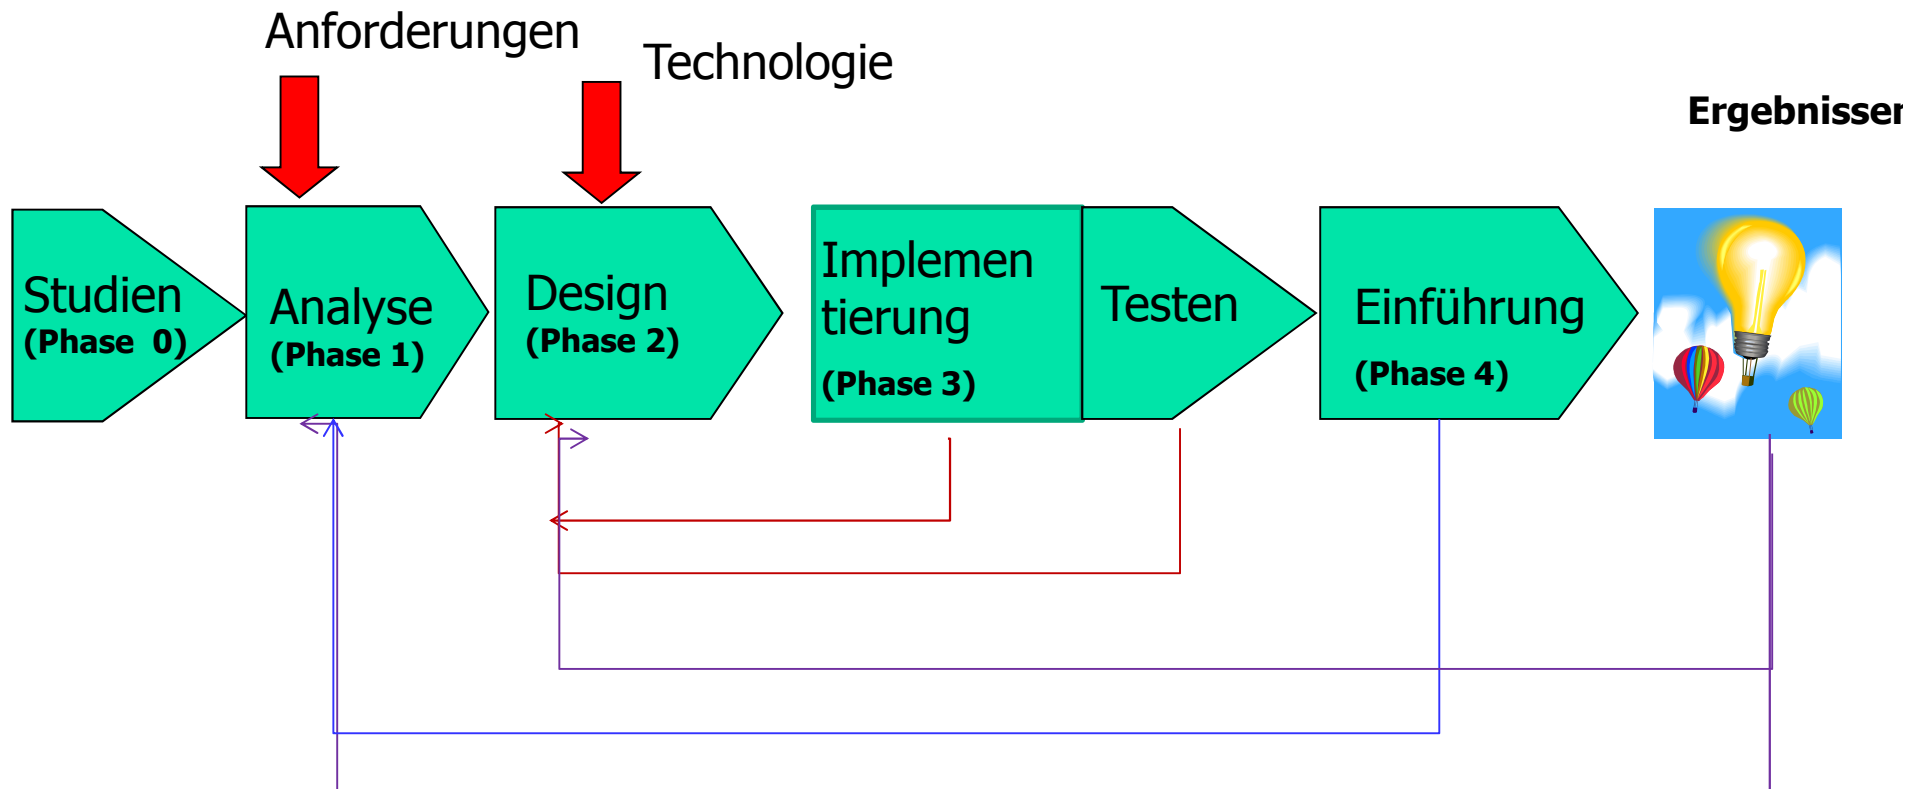 Anforderungen
Technologie
Ergebnissen
Studien
(Phase 0)
Analyse
(Phase 1)
Design
(Phase 2)
Implemen
tierung
(Phase 3)
Testen
Einführung
(Phase 4)